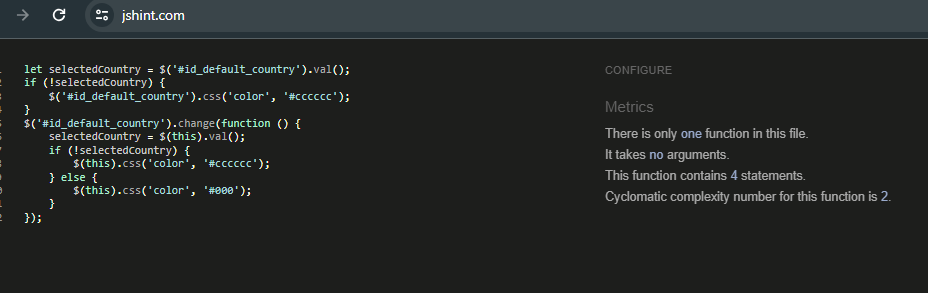 jshint.com
let selectedCountry = $('#id_default_country').val();
if (!selectedCountry) {
    $('#id_default_country').css('color', '#cccccc');
}
$('#id_default_country').change(function () {
    selectedCountry = $(this).val();
    if (!selectedCountry) {
        $(this).css('color', '#cccccc');
    } else {
        $(this).css('color', '#000');
    }
});
CONFIGURE
Metrics
There is only one function in this file.
It takes no arguments.
This function contains 4 statements.
Cyclomatic complexity number for this function is 2.